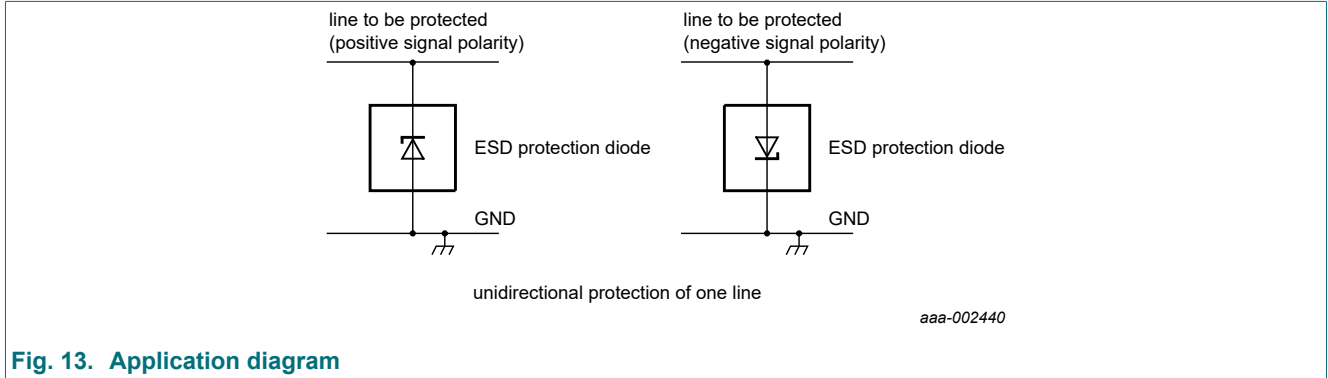 line to be protected
(positive signal polarity)
line to be protected
(negative signal polarity)
ESD protection diode
ESD protection diode
GND
GND
unidirectional protection of one line
aaa-002440
Fig. 13. Application diagram